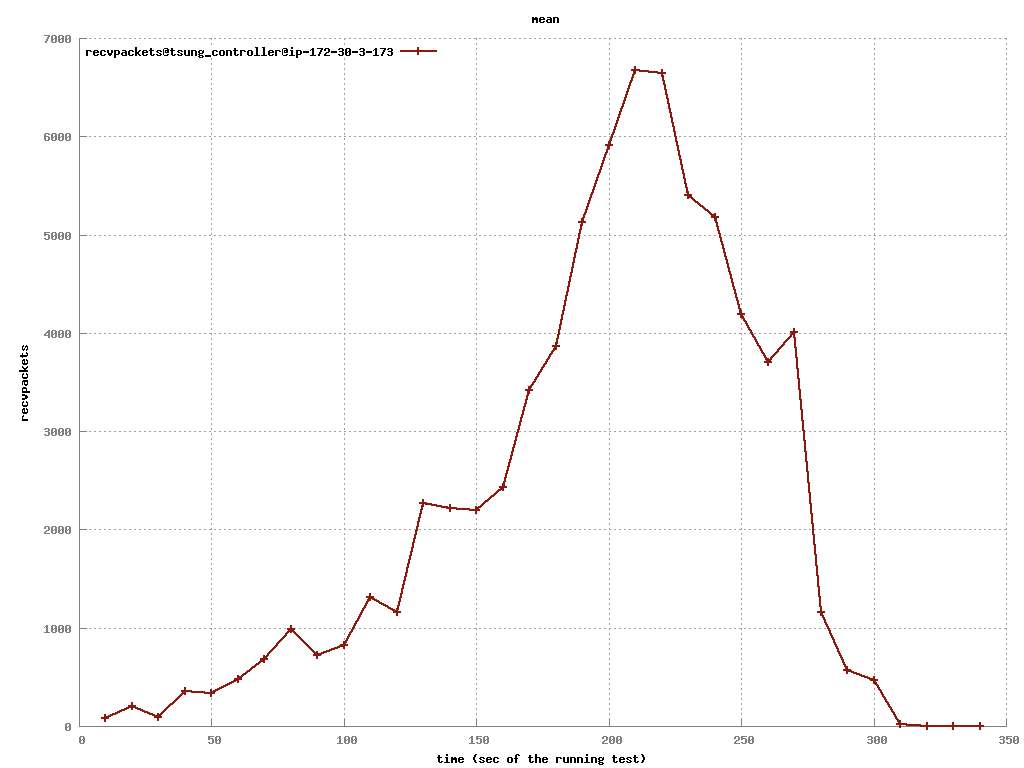 mean
7000
recvpackets@tsung_controller@ip-172-30-3-173
6000
5000
4000
recvpackets
3000
2000
1000
0
0 50 100 150 200 250 300 350
time (sec of the running test)